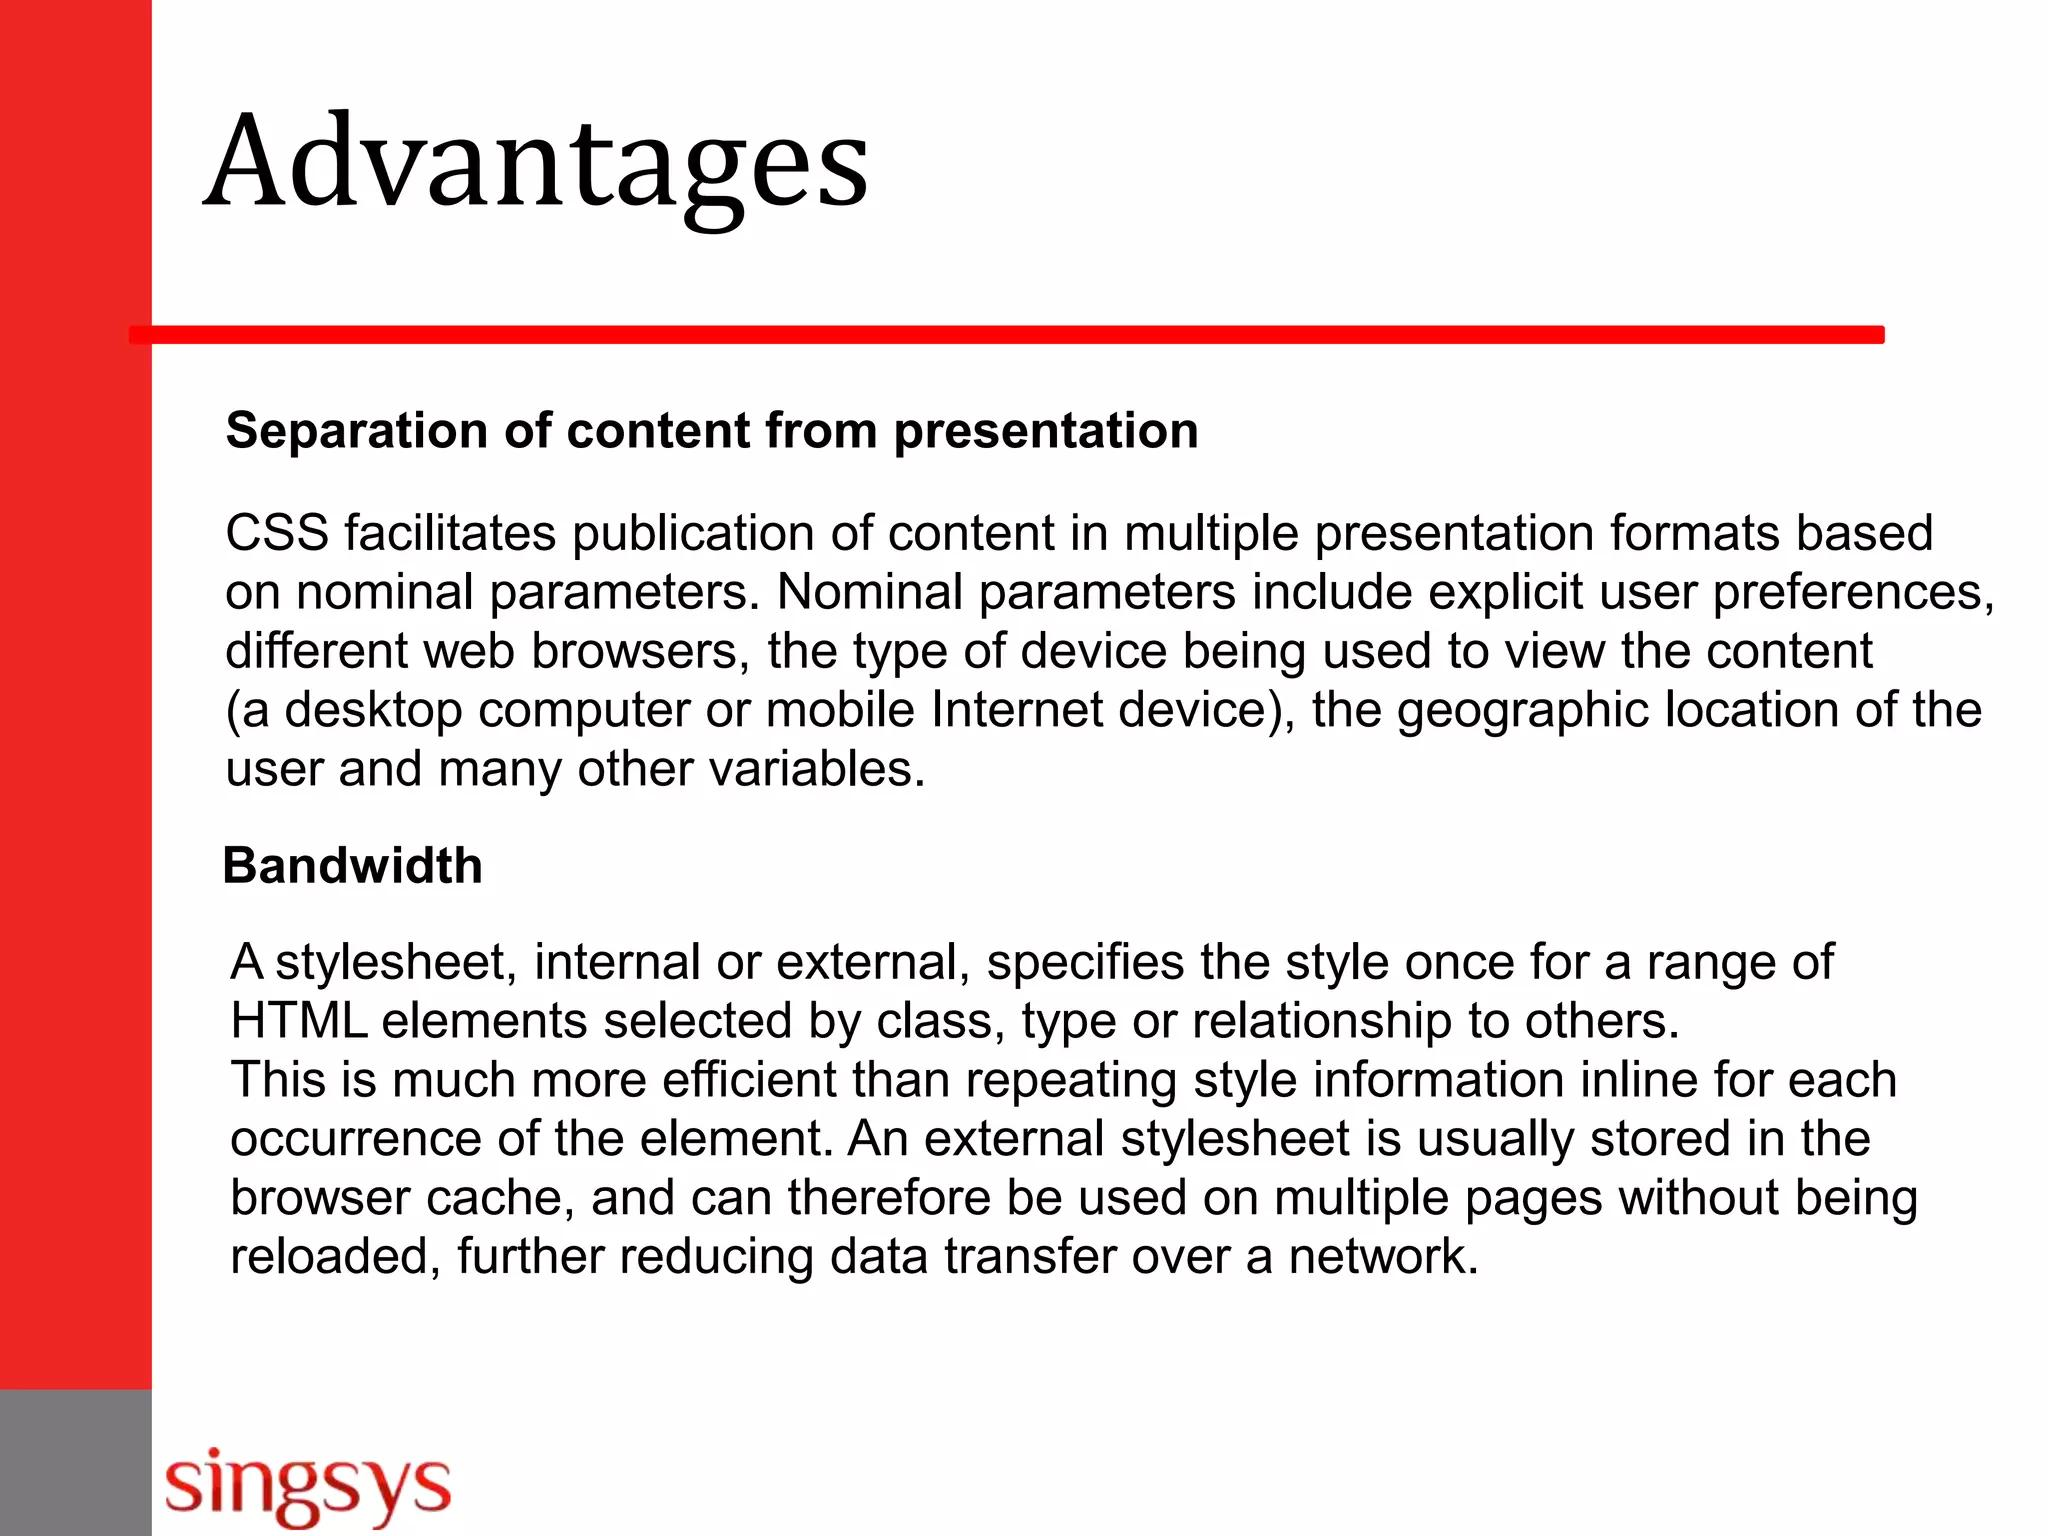 Advantages
Separation of content from presentation
CSS facilitates publication of content in multiple presentation formats based
on nominal parameters. Nominal parameters include explicit user preferences,
different web browsers, the type of device being used to view the content
(a desktop computer or mobile Internet device), the geographic location of the
user and many other variables.
Bandwidth
A stylesheet, internal or external, specifies the style once for a range of
HTML elements selected by class, type or relationship to others.
This is much more efficient than repeating style information inline for each
occurrence of the element. An external stylesheet is usually stored in the
browser cache, and can therefore be used on multiple pages without being
reloaded, further reducing data transfer over a network.
singsys